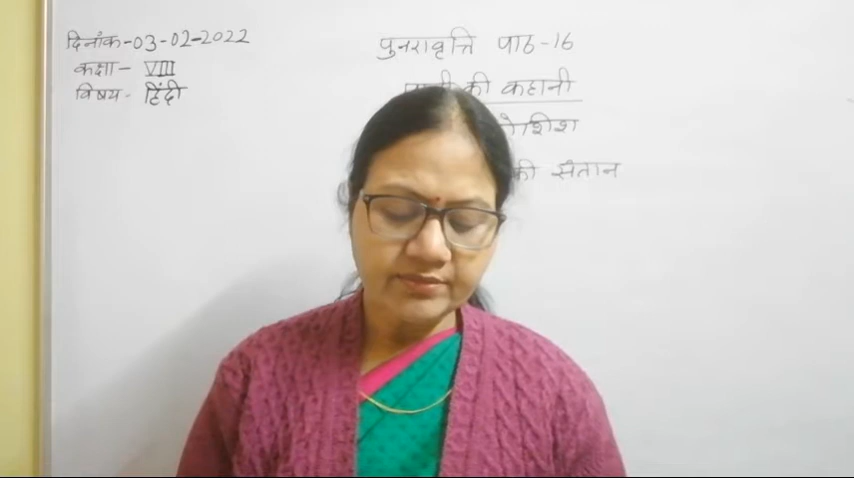 दिनांक-03-02-2022
कक्षा- VIII
विषय- हिंदी
पुनरावृत्ति पाठ-16
की कहानी
की संतान